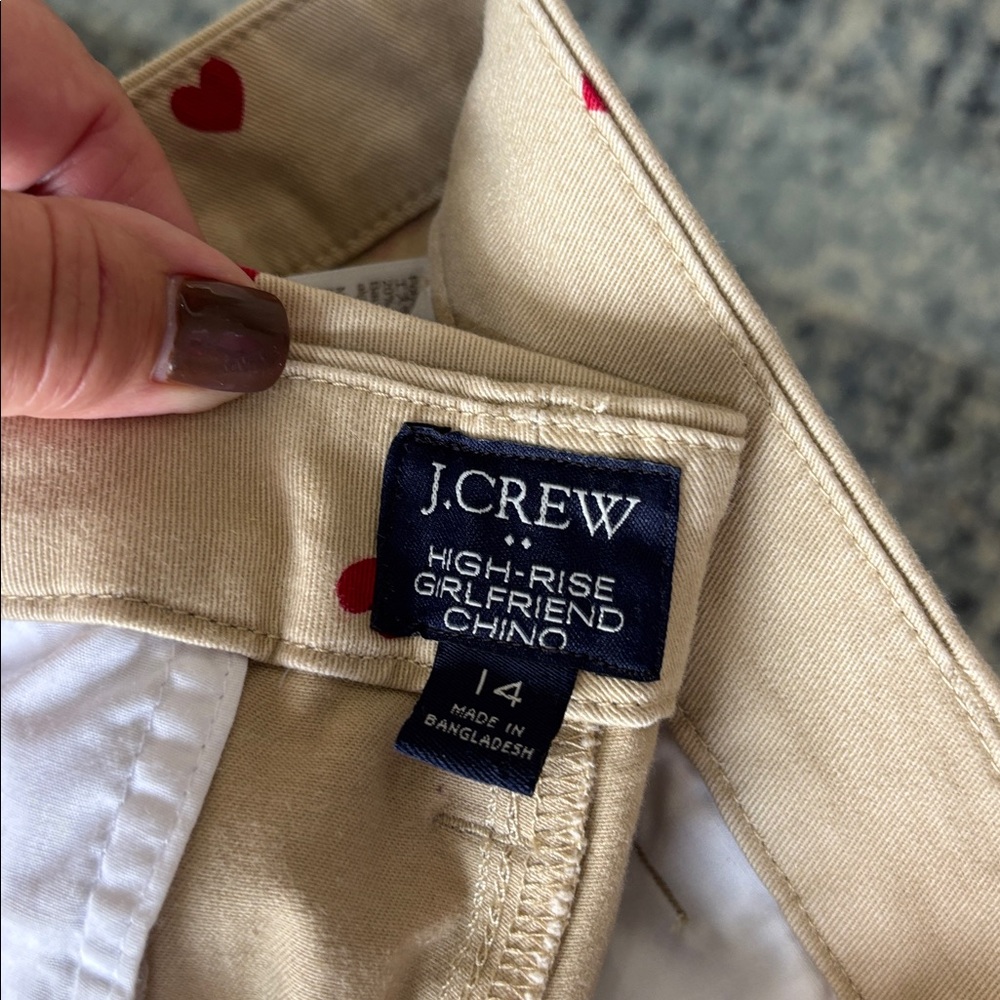 J.CREW
HIGH-RISE
GIRLFRIEND
CHINO
14
MADE IN
BANGLADESH